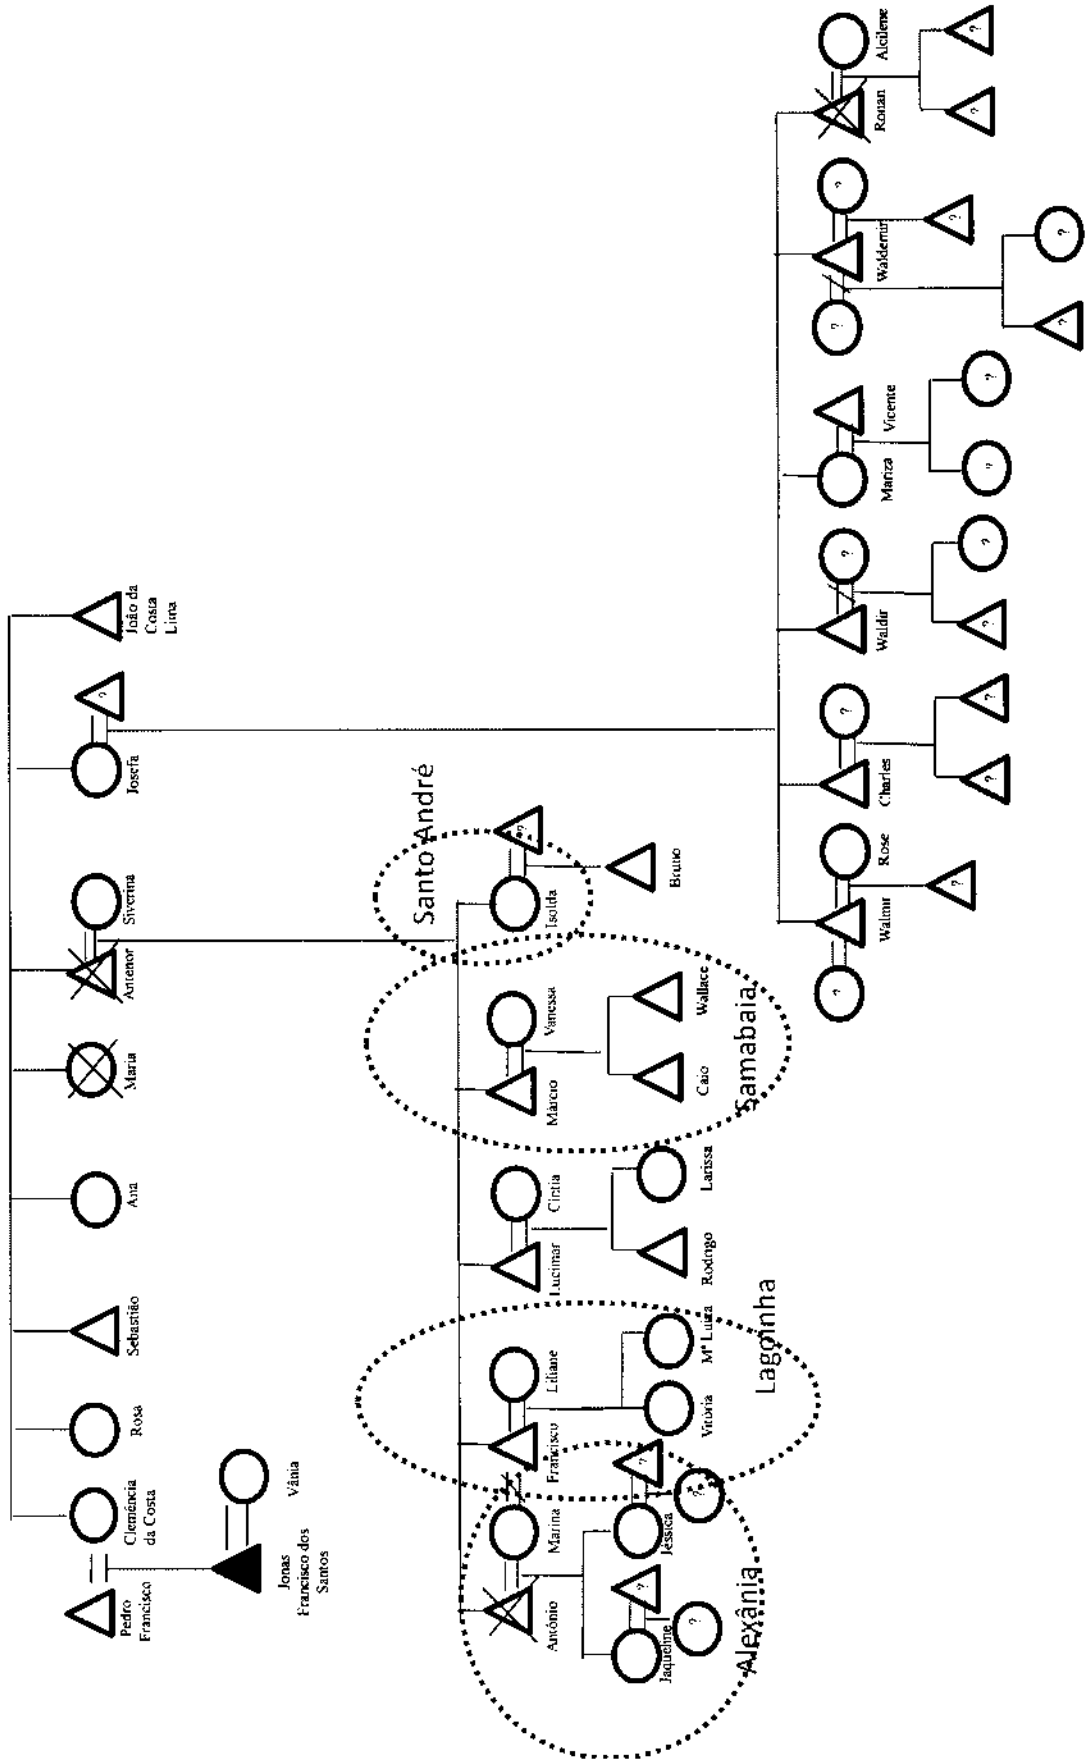 Pedro
Francisco
Clemência
da Costa
Rosa
Sebastião
Ana
Maria
Antenor
Siverina
Josefa
?
João da
Costa
Lima
Jonas
Francisco dos
Santos
Vânia
Antônio
Marina
Francisco
Liliane
Lucimar
Cintia
Márcio
Vanessa
Isolda
?
Santo André
Jaqueline
?
Jéssica
?
Vitória
Mª Luiza
Rodrigo
Larissa
Caio
Wallace
Bruno
?
?
Alexânia
Lagoinha
Samabaia
?
Walmir
Rose
Charles
?
Waldir
?
Mariza
Vicente
?
Waldemir
?
Ronan
Alcilene
?
?
?
?
?
?
?
?
?
?
?
?